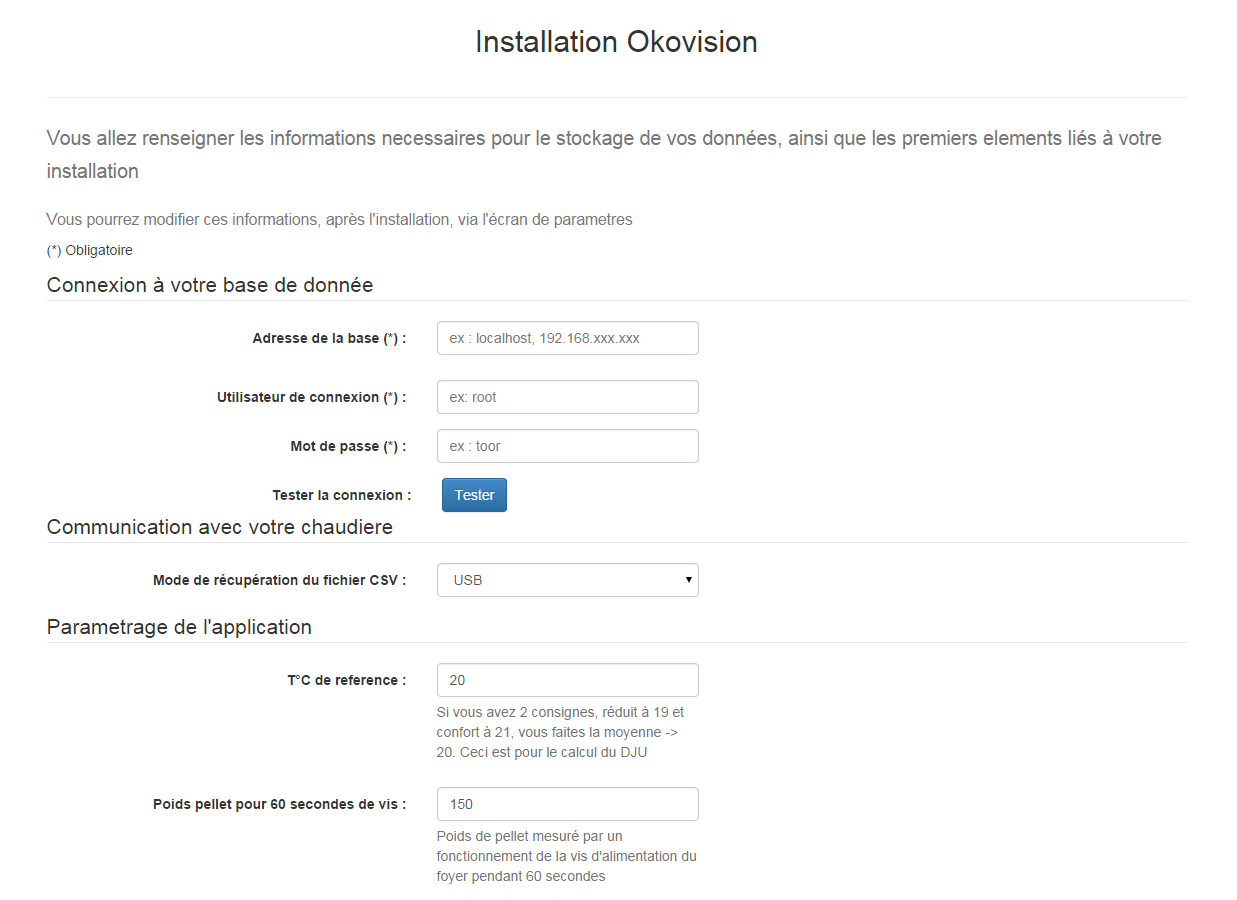 Installation Okovision
Vous allez renseigner les informations necessaires pour le stockage de vos données, ainsi que les premiers elements liés à votre
installation
Vous pourrez modifier ces informations, après l'installation, via l'écran de parametres
(*) Obligatoire
Connexion à votre base de donnée
Adresse de la base (*) : ex : localhost, 192.168.xxx.xxx
Utilisateur de connexion (*) : ex: root
Mot de passe (*) : ex : toor
Tester la connexion : Tester
Communication avec votre chaudiere
Mode de récupération du fichier CSV : USB
Parametrage de l'application
T°C de reference : 20
Si vous avez 2 consignes, réduit à 19 et
confort à 21, vous faites la moyenne ->
20. Ceci est pour le calcul du DJU
Poids pellet pour 60 secondes de vis : 150
Poids de pellet mesuré par un
fonctionnement de la vis d'alimentation du
foyer pendant 60 secondes